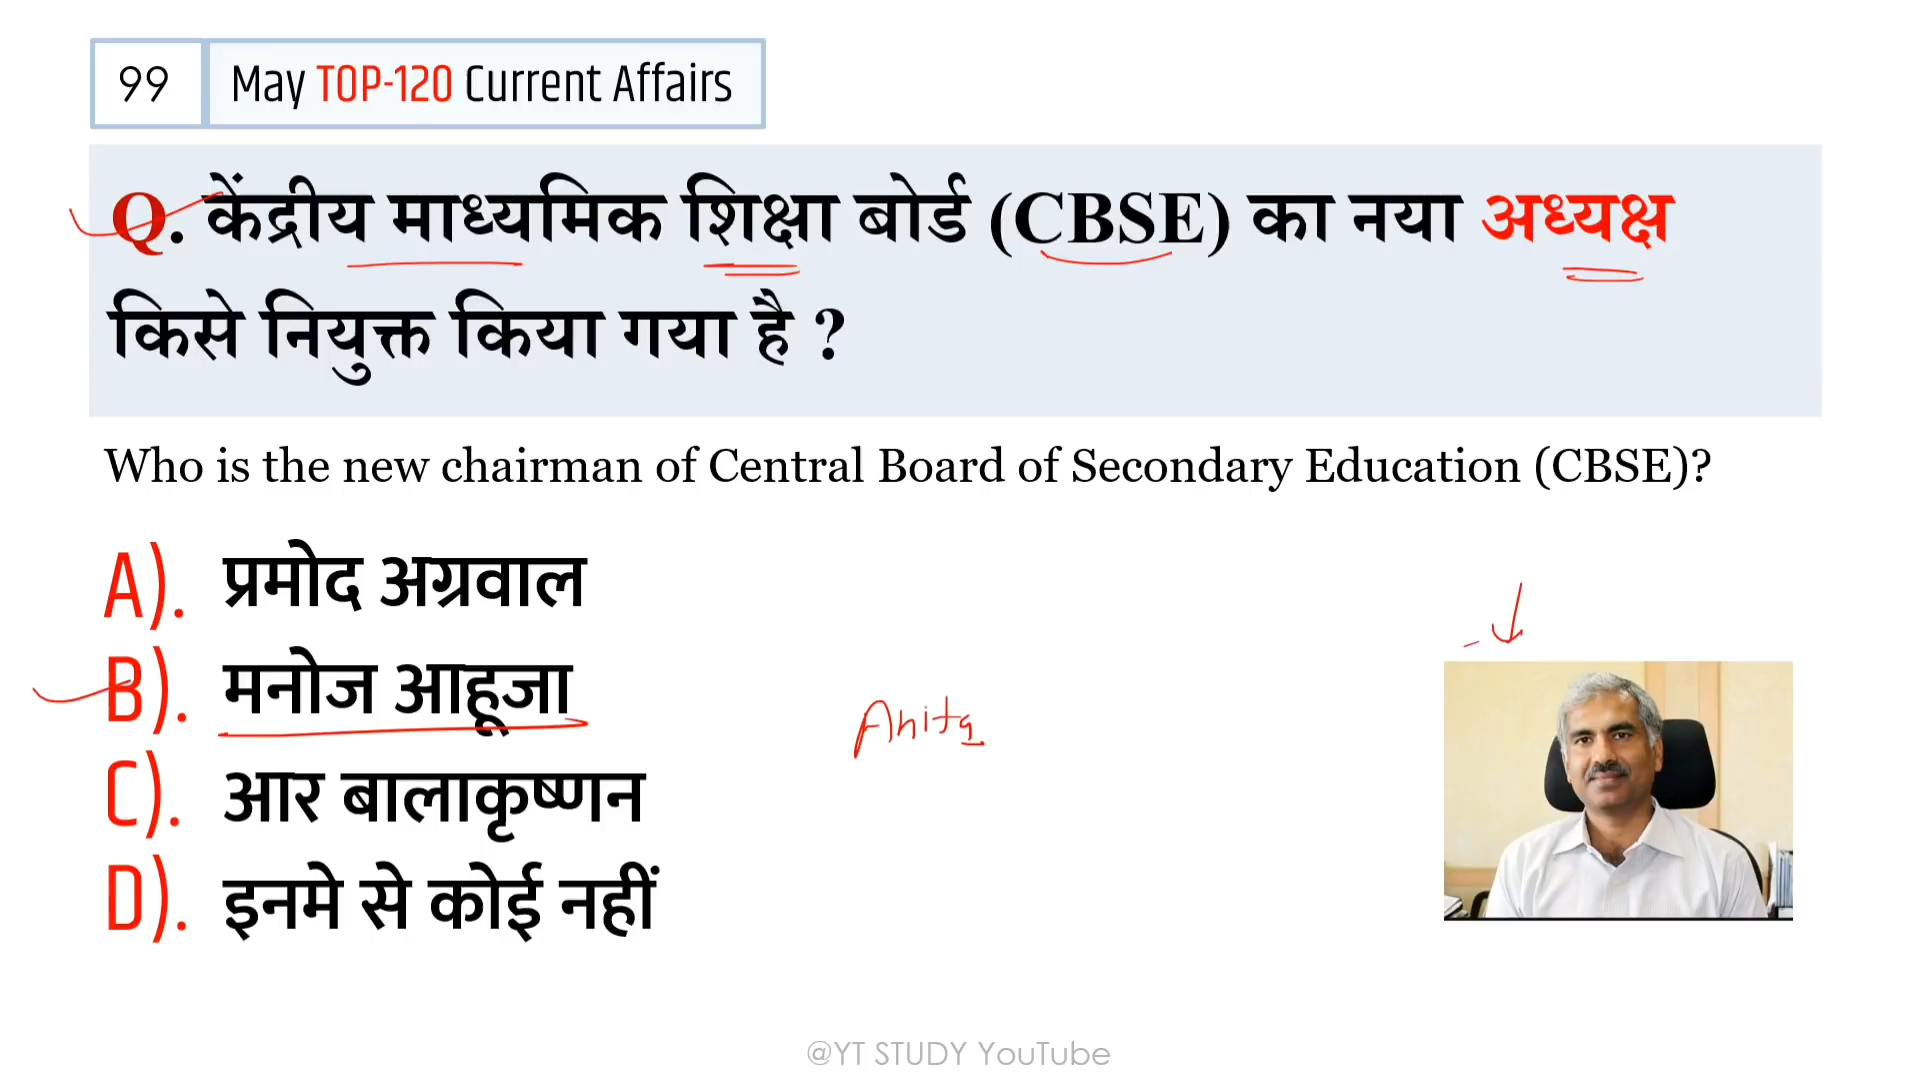 99 May TOP-120 Current Affairs
Q. केंद्रीय माध्यमिक शिक्षा बोर्ड (CBSE) का नया अध्यक्ष
किसे नियुक्त किया गया है ?
Who is the new chairman of Central Board of Secondary Education (CBSE)?
A). प्रमोद अग्रवाल
B). मनोज आहूजा
Anita
C). आर बालाकृष्णन
D). इनमे से कोई नहीं
@YT STUDY YouTube